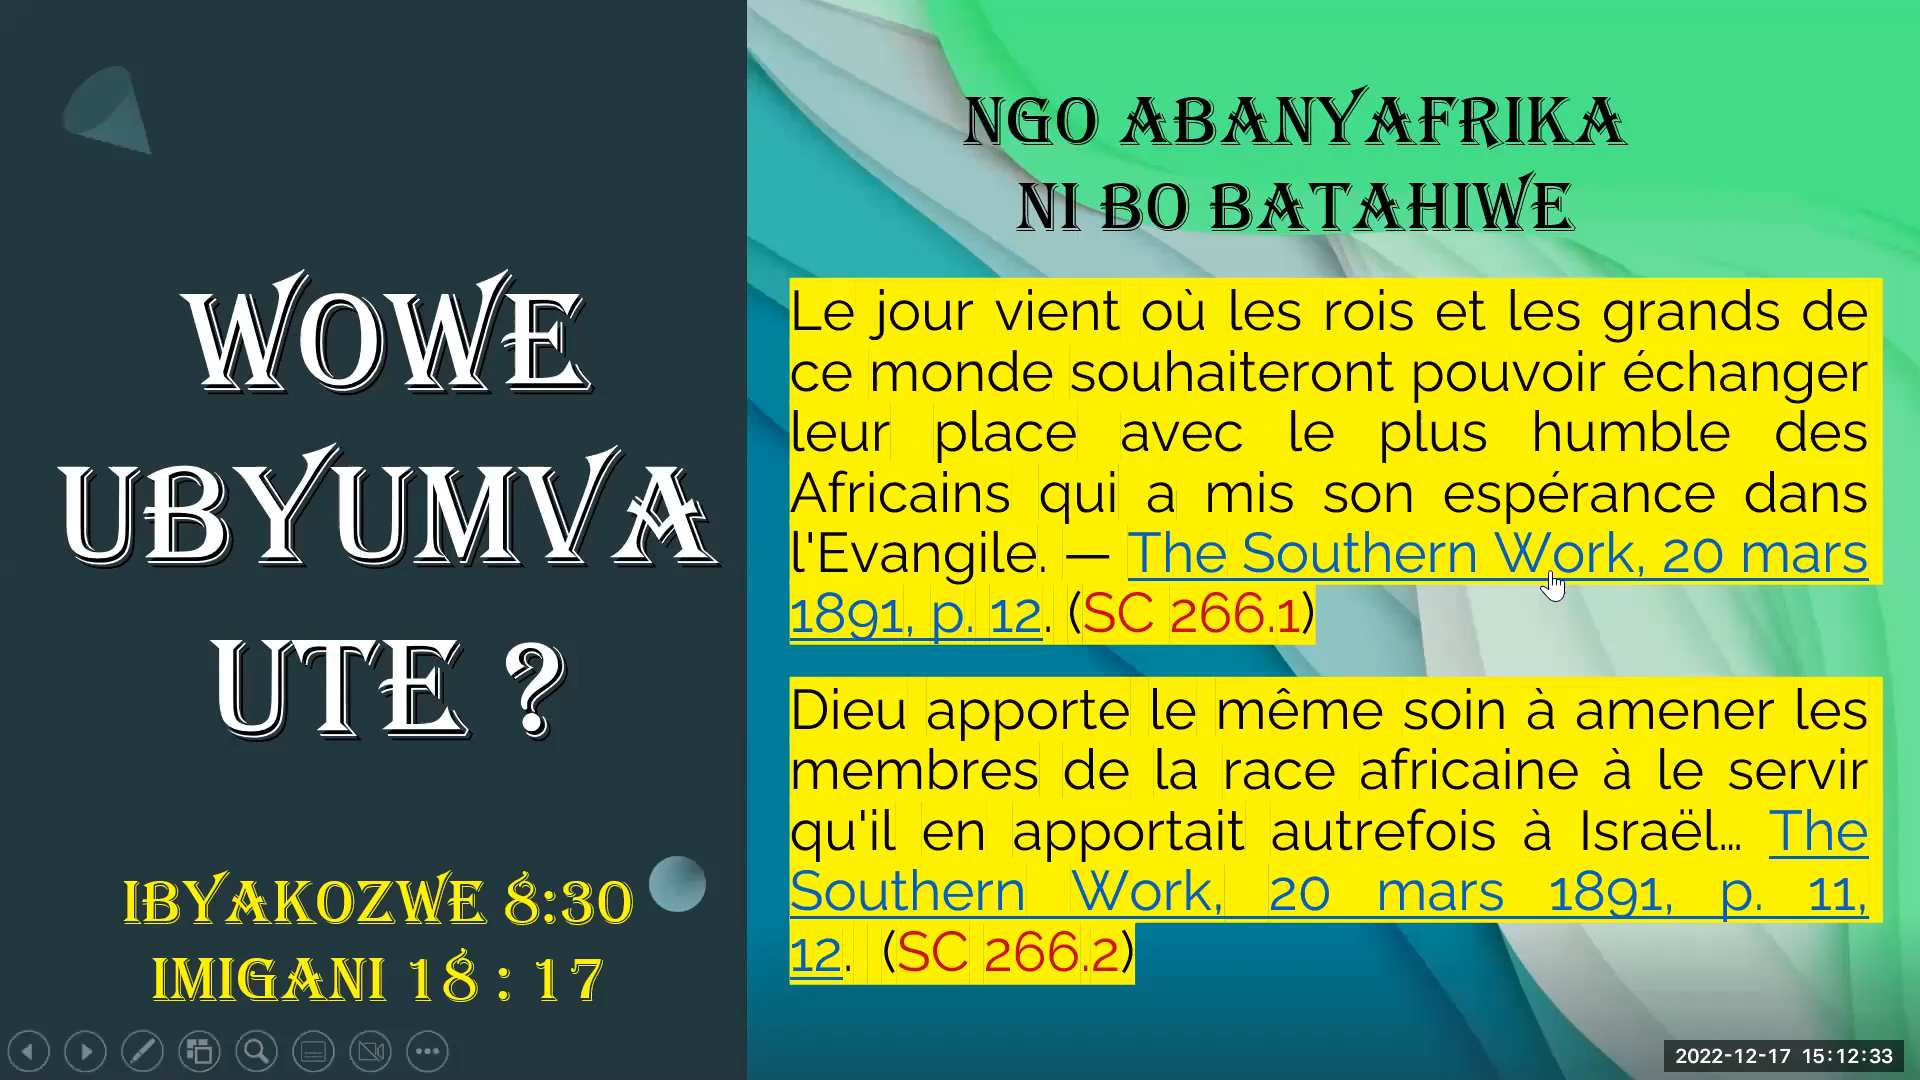 WOWE
UBYUMVA
UTE ?
IBYAKOZWE 8:30
IMIGANI 18 : 17
NGO ABANYAFRIKA
NI BO BATAHIWE
Le jour vient où les rois et les grands de
ce monde souhaiteront pouvoir échanger
leur place avec le plus humble des
Africains qui a mis son espérance dans
l'Evangile. — The Southern Work, 20 mars
1891, p. 12. (SC 266.1)
Dieu apporte le même soin à amener les
membres de la race africaine à le servir
qu'il en apportait autrefois à Israël... The
Southern Work, 20 mars 1891, p. 11,
12. (SC 266.2)
2022-12-17 15:12:33